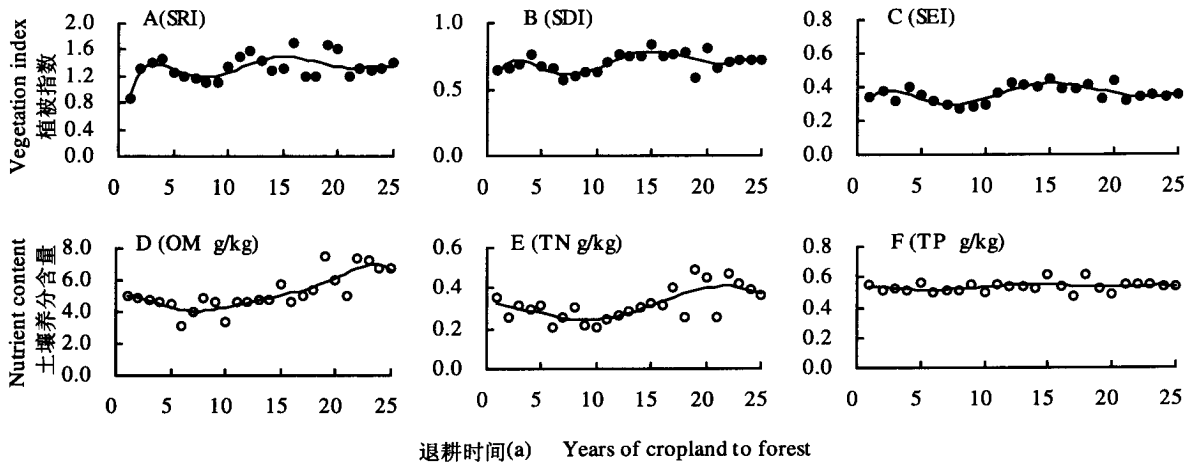 A(SRI)
B (SDI)
C (SEI)
Vegetation index
植被指数
2.0
1.6
1.2
0.8
0.4
0.0
0 5 10 15 20 25
1.0
0.5
0.0
0 5 10 15 20 25
0.8
0.6
0.4
0.2
0.0
0 5 10 15 20 25
D (OM g/kg)
E (TN g/kg)
F (TP g/kg)
Nutrient content
土壤养分含量
8.0
6.0
4.0
2.0
0.0
0 5 10 15 20 25
0.6
0.4
0.2
0.0
0 5 10 15 20 25
0.8
0.6
0.4
0.2
0.0
0 5 10 15 20 25
退耕时间(a) Years of cropland to forest